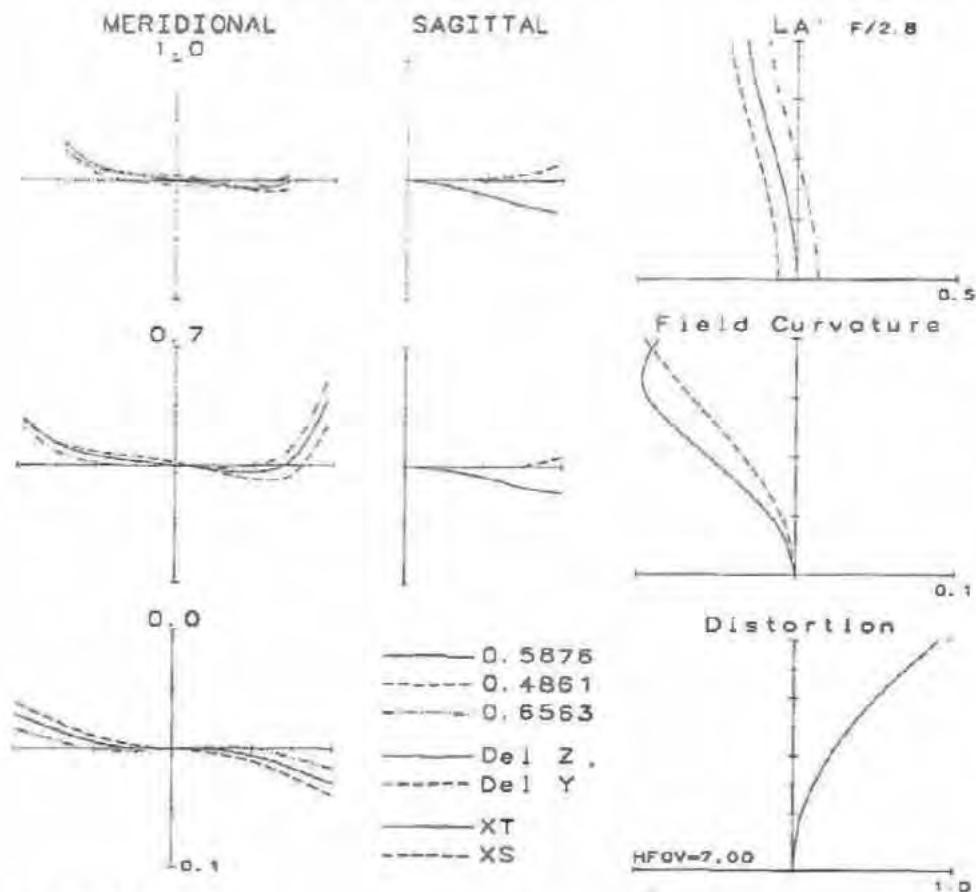 MERIDIONAL
SAGITTAL
LA' F/2.8
1.0
0.5
0.7
Field Curvature
0.1
0.0
Distortion
0.5876
0.4861
0.6563
Del Z
Del Y
XT
XS
0.1
HFOV=7.00
1.0